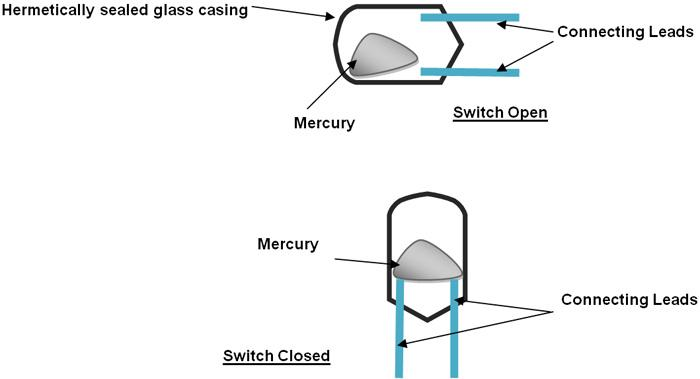 Hermetically sealed glass casing
Connecting Leads
Mercury
Switch Open
Mercury
Connecting Leads
Switch Closed